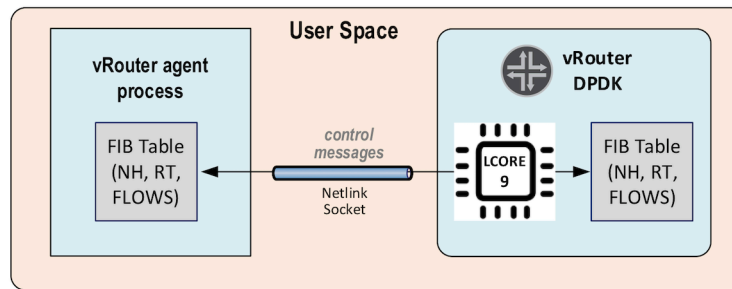 User Space
vRouter agent
process
FIB Table
(NH, RT,
FLOWS)
control
messages
Netlink
Socket
vRouter
DPDK
LCORE
9
FIB Table
(NH, RT,
FLOWS)